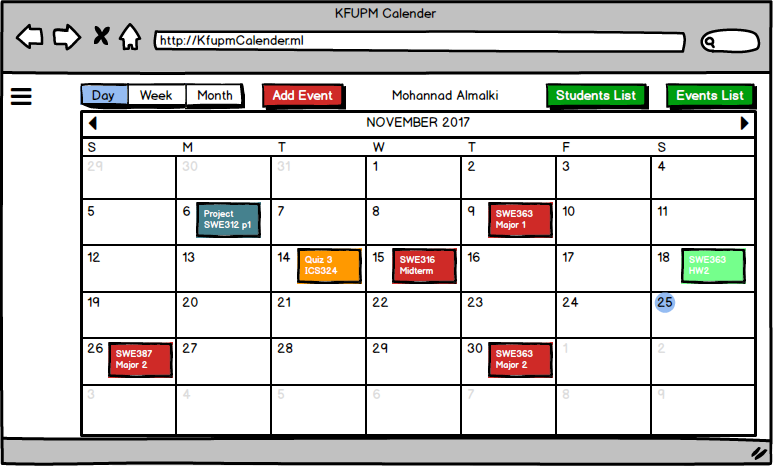 KFUPM Calender
http://KfupmCalender.ml
Day Week Month Add Event Mohannad Almalki Students List Events List
NOVEMBER 2017
S M T W T F S
29 30 31 1 2 3 4
5 6 7 8 9 10 11
Project
SWE312 p1
SWE363
Major 1
12 13 14 15 16 17 18
Quiz 3
ICS324
SWE316
Midterm
SWE363
HW2
19 20 21 22 23 24 25
26 27 28 29 30 1 2
SWE387
Major 2
SWE363
Major 2
3 4 5 6 7 8 9